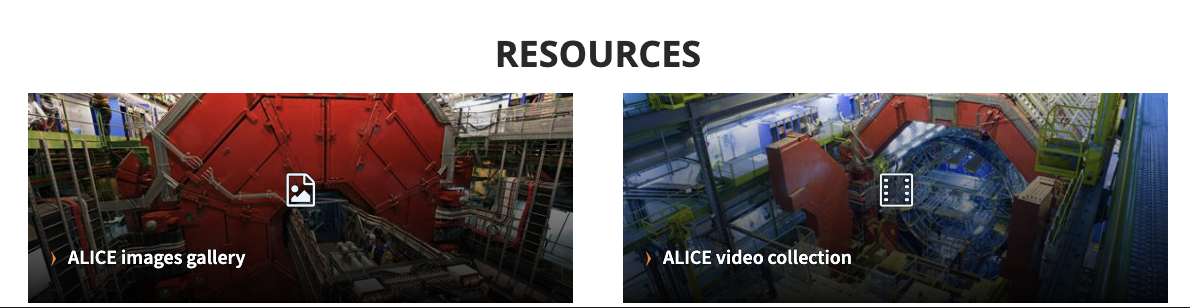 RESOURCES
ALICE images gallery
ALICE video collection